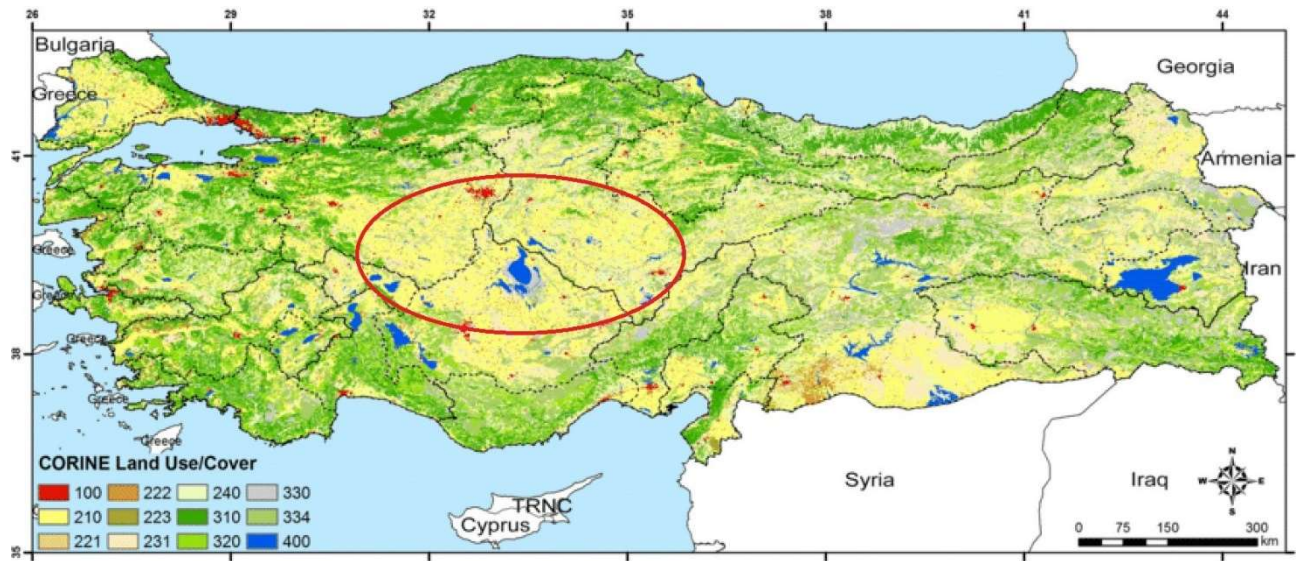 26 29 32 35 38 41 44
Bulgaria
Georgia
Greece
41
Armenia
Greece
Iran
Greece
38
Greece
Greece
Greece
CORINE Land Use/Cover
100 222 240 330
210 223 310 334
221 231 320 400
Syria
Iraq
N
W E
S
TRNC
Cyprus
0 75 150 300
km
35